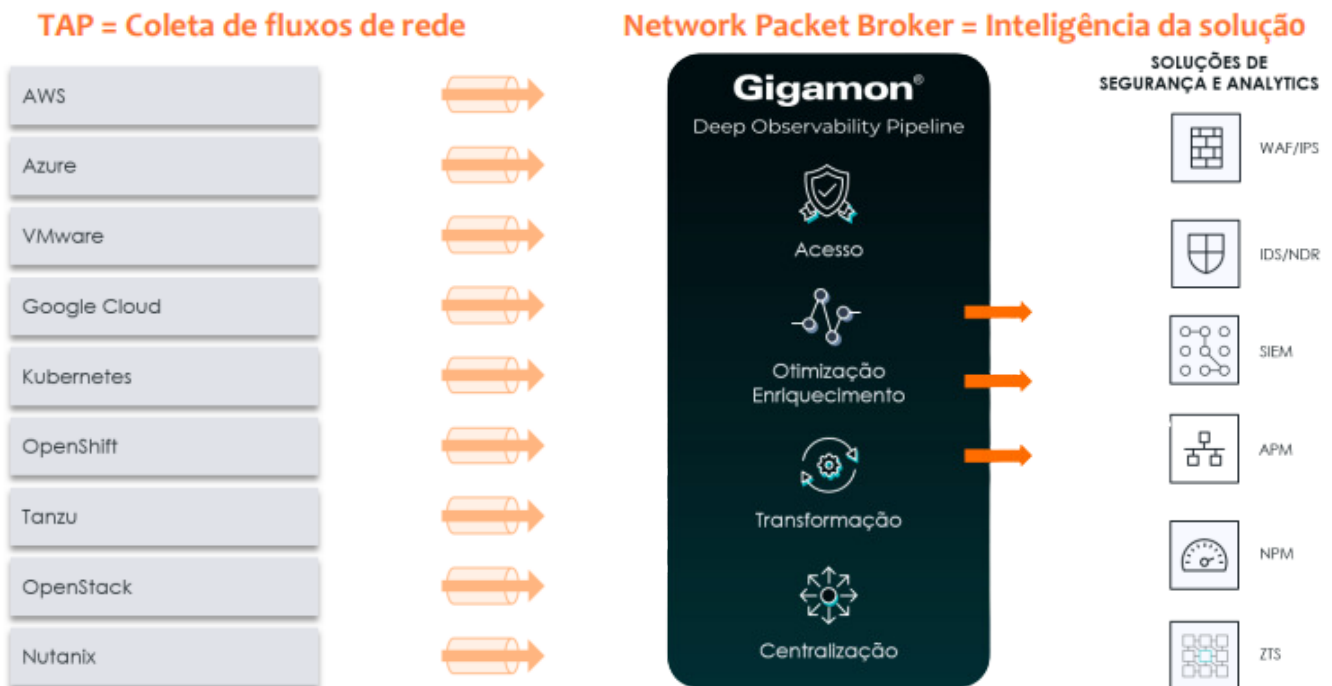 TAP = Coleta de fluxos de rede
Network Packet Broker = Inteligência da solução
AWS
Azure
VMware
Google Cloud
Kubernetes
OpenShift
Tanzu
OpenStack
Nutanix
Gigamon®
Deep Observability Pipeline
Acesso
Otimização
Enriquecimento
Transformação
Centralização
SOLUÇÕES DE
SEGURANÇA E ANALYTICS
WAF/IPS
IDS/NDR
SIEM
APM
NPM
ZTS